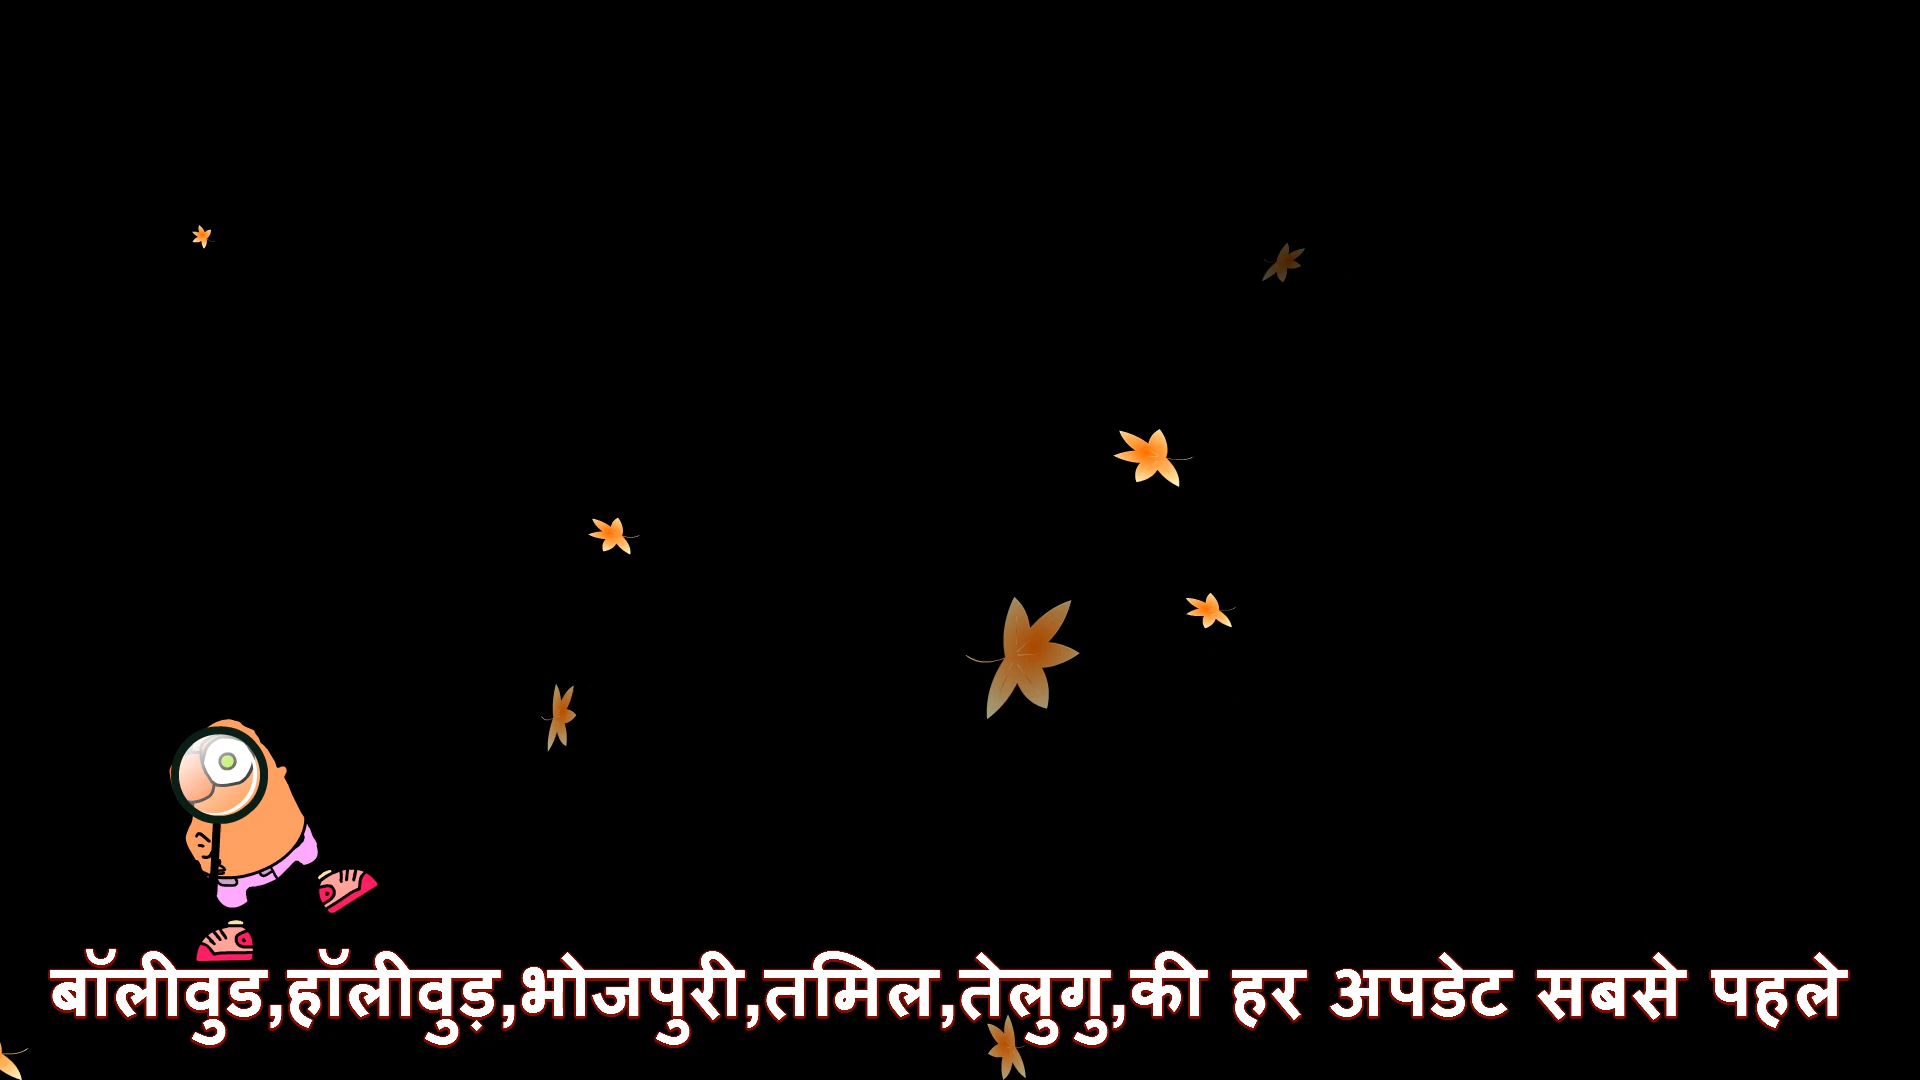 बॉलीवुड,हॉलीवुड़,भोजपुरी,तमिल,तेलुगु,की हर अपडेट सबसे पहले